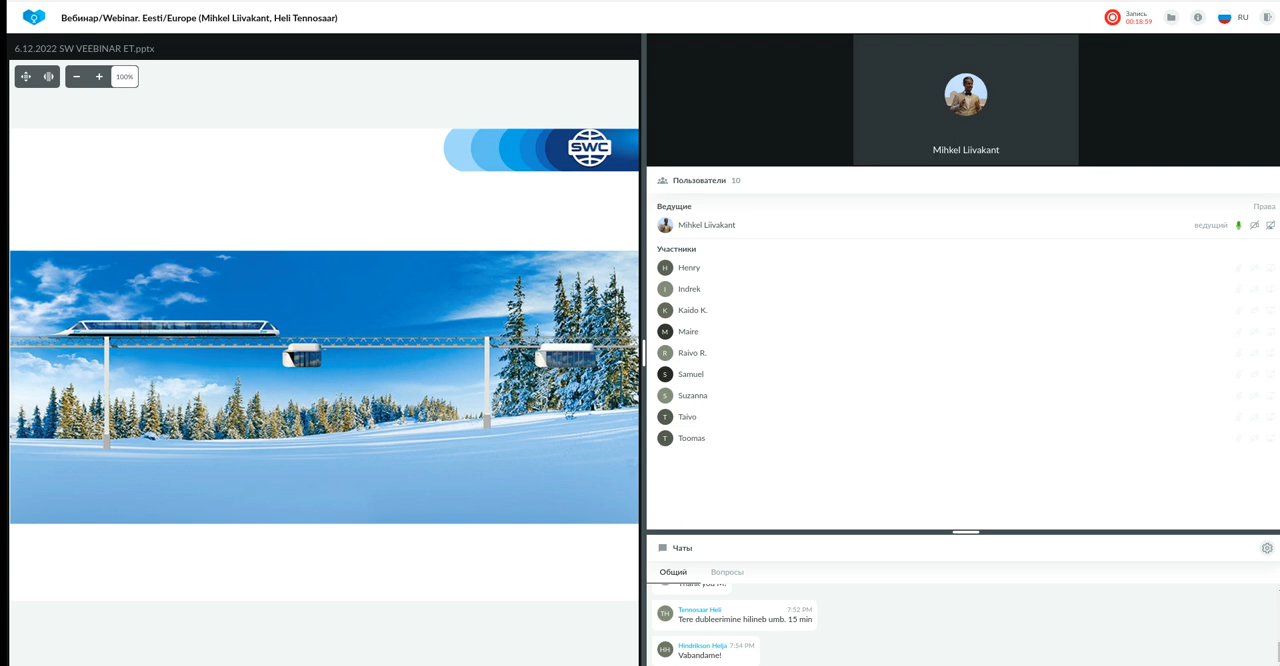 Вебинар/Webinar. Eesti/Europe (Mihkel Liivakant, Heli Tennosaar)
Запись
00:18:59
RU
6.12.2022 SW VEEBINAR ET.pptx
100%
SWC
Mihkel Liivakant
Пользователи 10
Ведущие
Права
Mihkel Liivakant
ведущий
Участники
H Henry
I Indrek
K Kaido K.
M Maire
R Raivo R.
S Samuel
S Suzanna
T Taivo
T Toomas
Чаты
Общий
Вопросы
Thank you M!
TH
Tennosaar Heli 7:52 PM
Tere dubleerimine hilineb umb. 15 min
HH
Hindrikson Helja 7:54 PM
Vabandame!